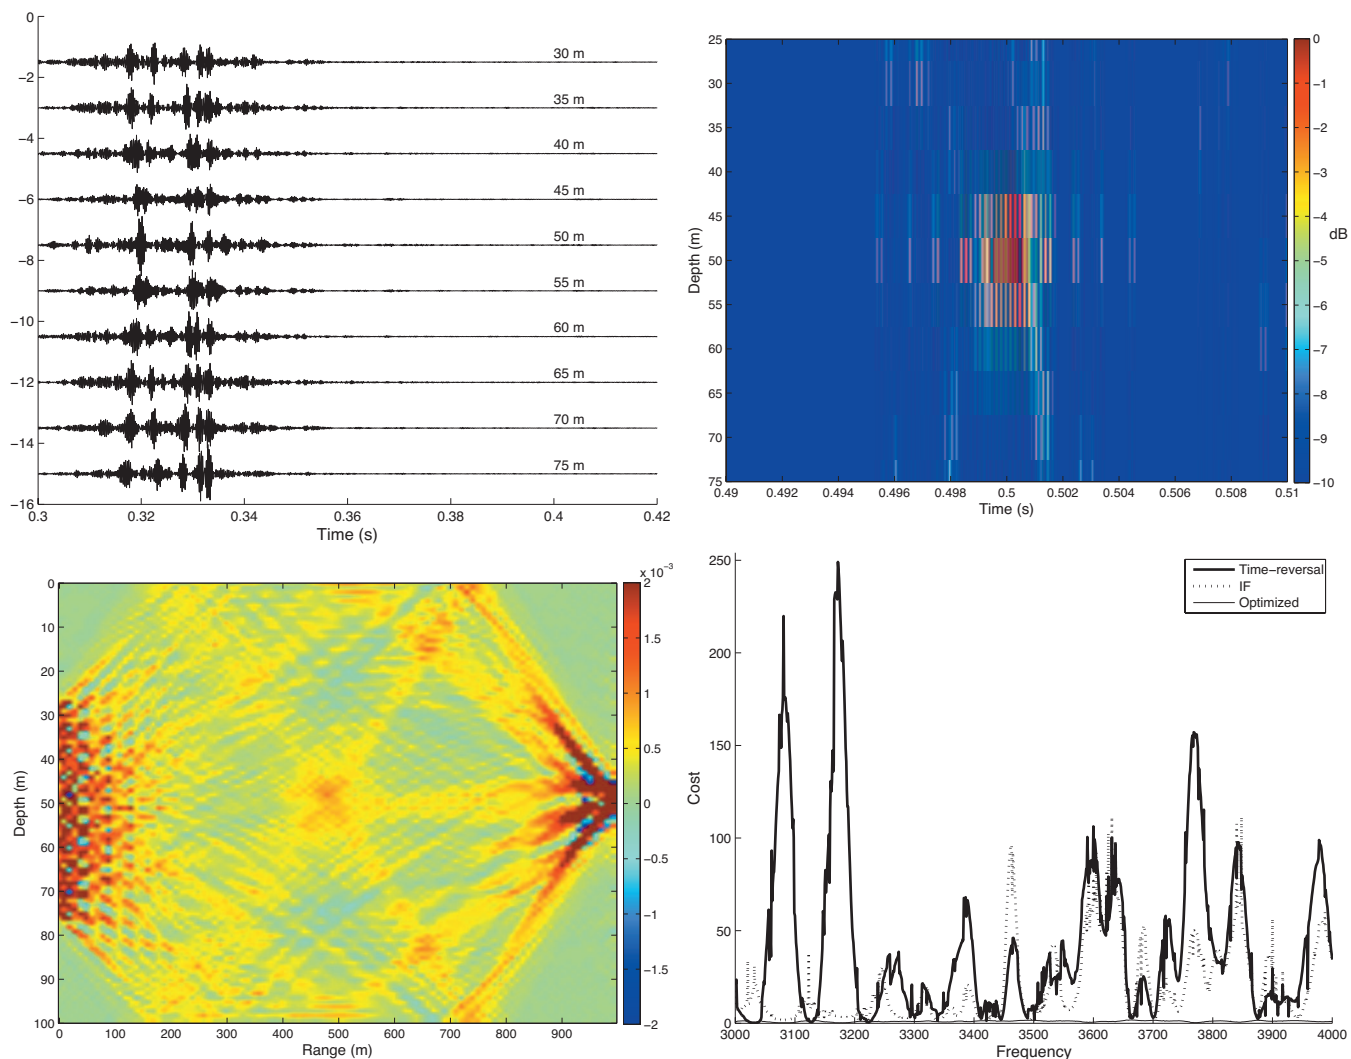 0
−2
−4
−6
−8
−10
−12
−14
−16
30 m
35 m
40 m
45 m
50 m
55 m
60 m
65 m
70 m
75 m
0.3 0.32 0.34 0.36 0.38 0.4 0.42
Time (s)
25
30
35
40
45
50
55
60
65
70
75
Depth (m)
0.49 0.492 0.494 0.496 0.498 0.5 0.502 0.504 0.506 0.508 0.51
Time (s)
0
−1
−2
−3
−4
−5
−6
−7
−8
−9
−10
dB
0
10
20
30
40
50
60
70
80
90
100
Depth (m)
0 100 200 300 400 500 600 700 800 900
Range (m)
x 10⁻³
2
1.5
1
0.5
0
−0.5
−1
−1.5
−2
250
200
150
100
50
0
Cost
3000 3100 3200 3300 3400 3500 3600 3700 3800 3900 4000
Frequency
Time−reversal
IF
Optimized